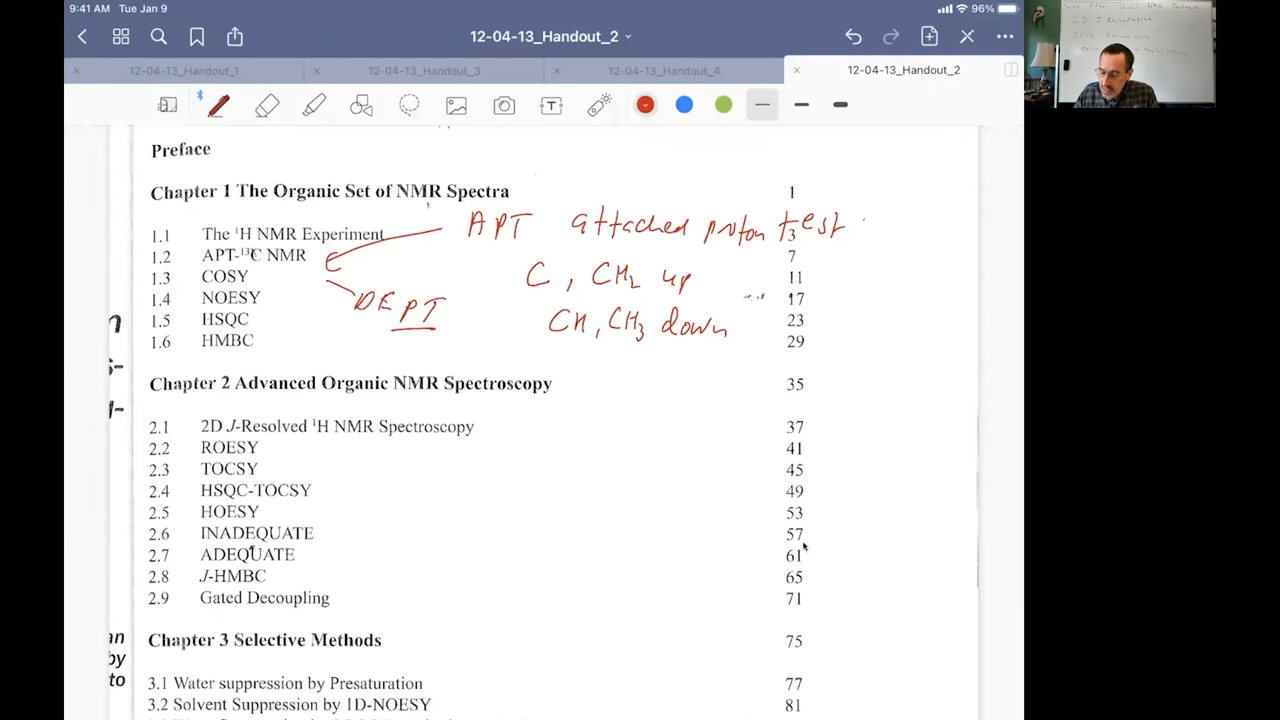 9:41 AM Tue Jan 9
96%
12-04-13_Handout_2
12-04-13_Handout_1
12-04-13_Handout_3
12-04-13_Handout_4
12-04-13_Handout_2
2D J-Resolved
Preface
Chapter 1 The Organic Set of NMR Spectra 1
APT attached proton test
1.1 The ¹H NMR Experiment 3
1.2 APT-¹³C NMR 7
C, CH₂ up
1.3 COSY 11
DEPT
1.4 NOESY 17
CH, CH₃ down
1.5 HSQC 23
1.6 HMBC 29
Chapter 2 Advanced Organic NMR Spectroscopy 35
2.1 2D J-Resolved ¹H NMR Spectroscopy 37
2.2 ROESY 41
2.3 TOCSY 45
2.4 HSQC-TOCSY 49
2.5 HOESY 53
2.6 INADEQUATE 57
2.7 ADEQUATE 61
2.8 J-HMBC 65
2.9 Gated Decoupling 71
an
by
to
Chapter 3 Selective Methods 75
3.1 Water suppression by Presaturation 77
3.2 Solvent Suppression by 1D-NOESY 81